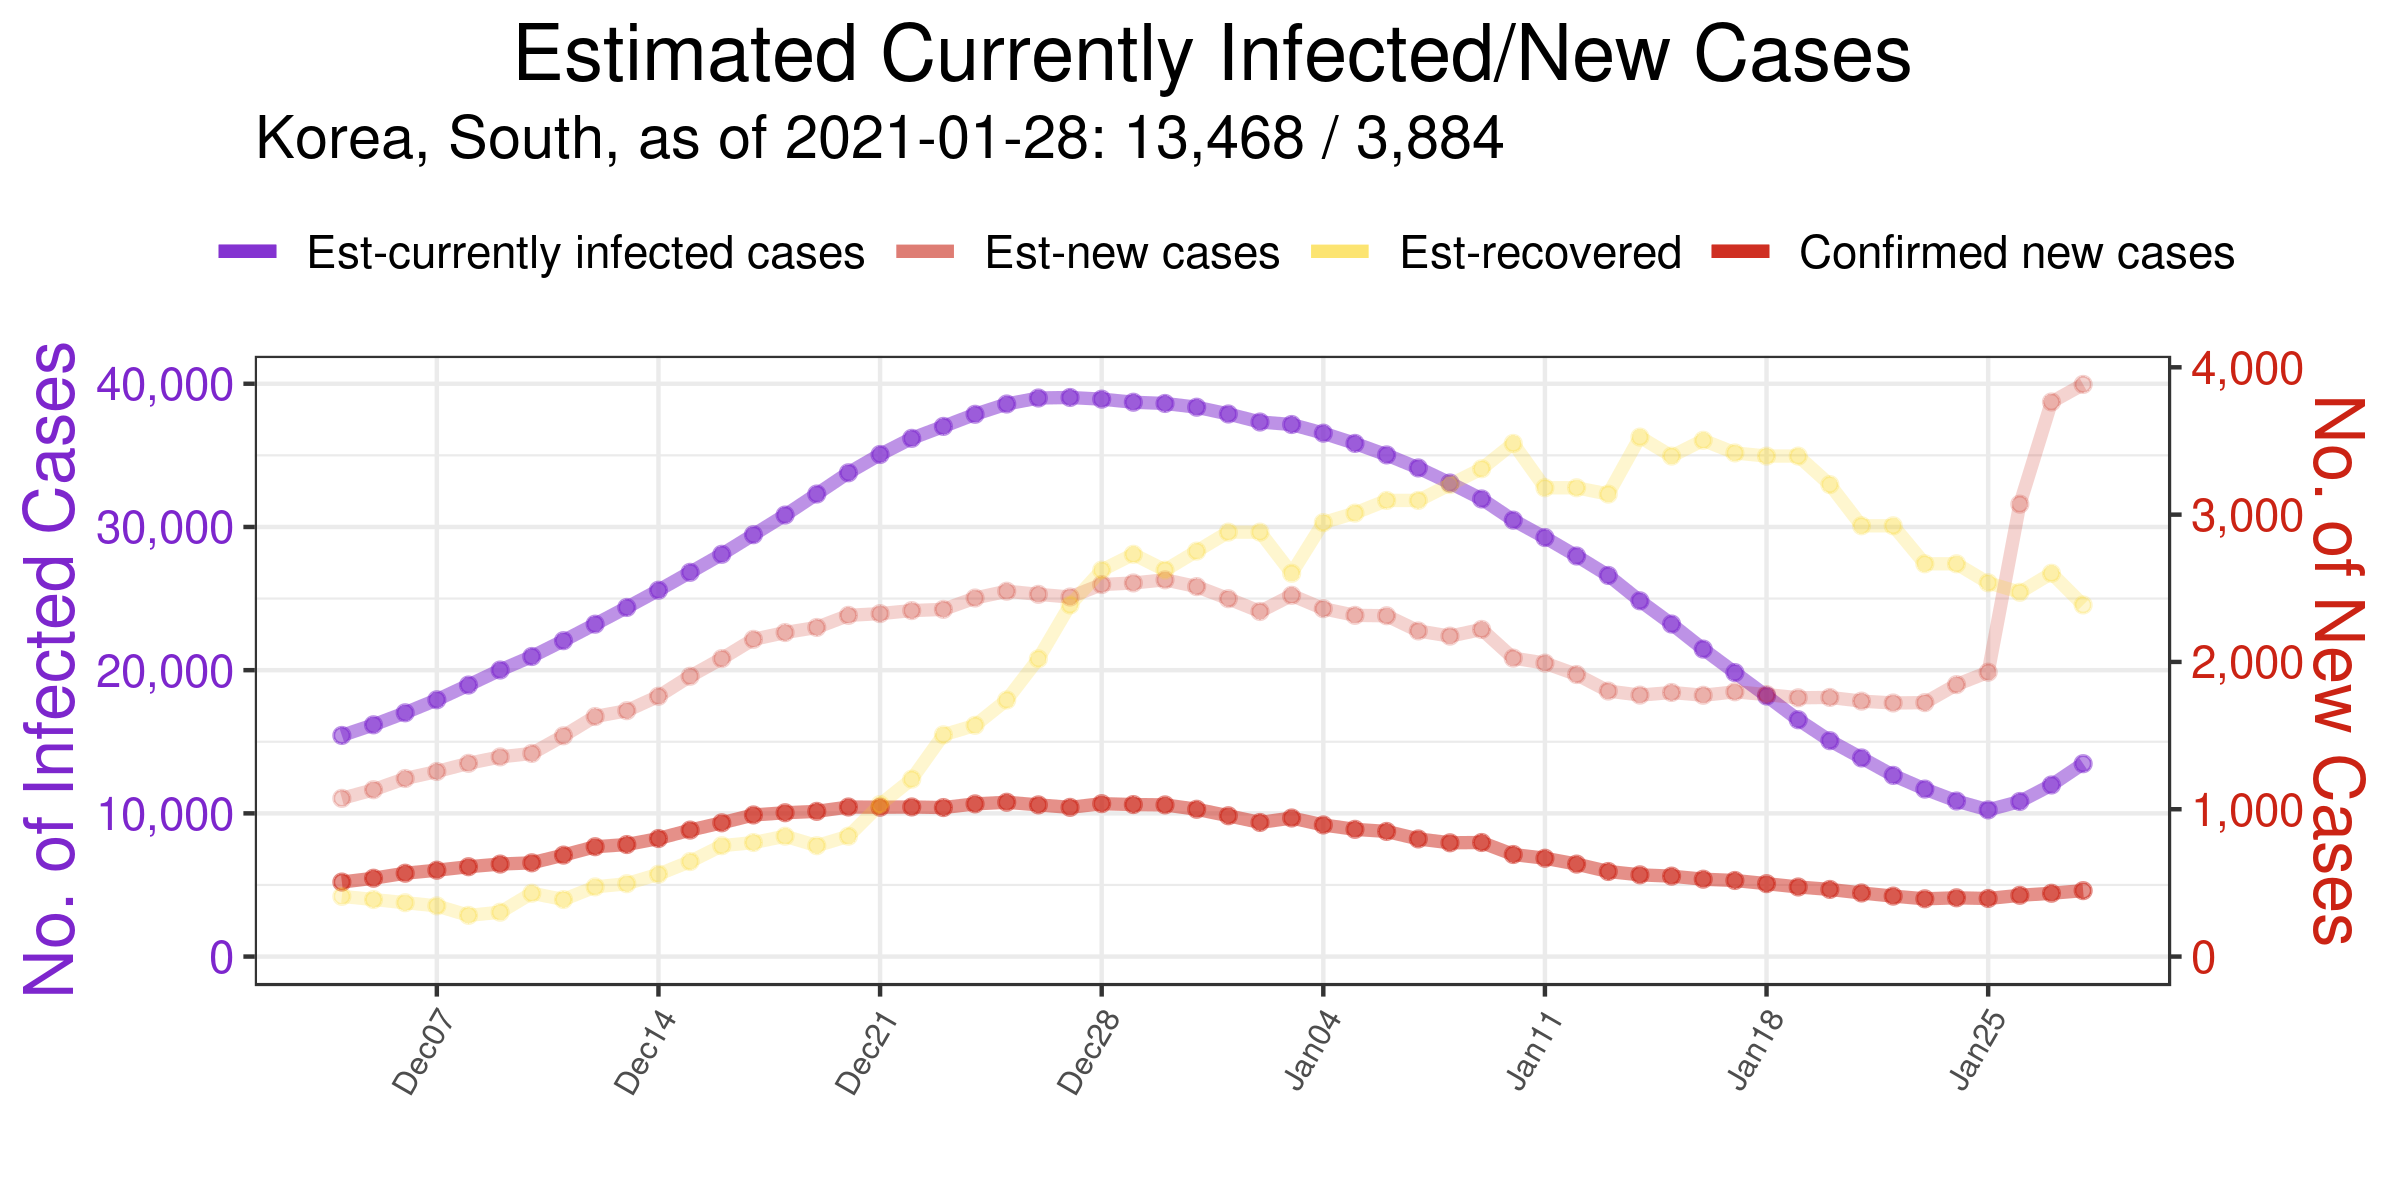 Estimated Currently Infected/New Cases
Korea, South, as of 2021-01-28: 13,468 / 3,884
Est-currently infected cases Est-new cases Est-recovered Confirmed new cases
No. of Infected Cases
40,000
30,000
20,000
10,000
0
4,000
3,000
2,000
1,000
0
No. of New Cases
Dec07 Dec14 Dec21 Dec28 Jan04 Jan11 Jan18 Jan25